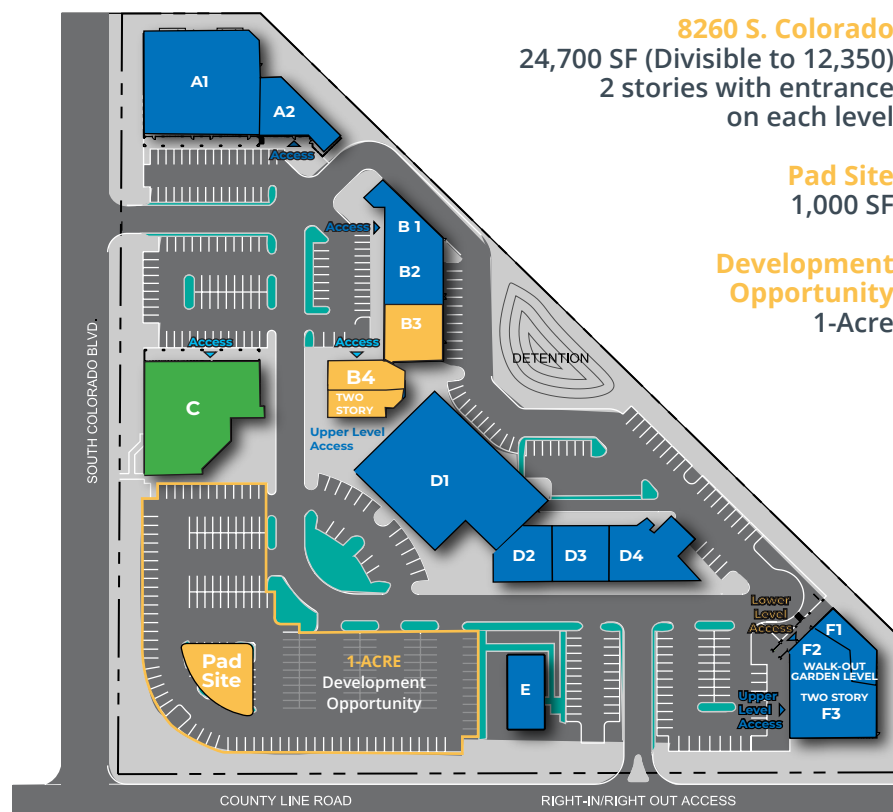 8260 S. Colorado
24,700 SF (Divisible to 12,350)
2 stories with entrance
on each level
Pad Site
1,000 SF
Development
Opportunity
1-Acre
A1
A2
Access
B 1
Access
B2
B3
Access
Access
B4
TWO
STORY
DETENTION
C
Upper Level
Access
SOUTH COLORADO BLVD.
D1
D2
D3
D4
Lower
Level
Access
F1
F2
WALK-OUT
GARDEN LEVEL
TWO STORY
F3
Upper
Level
Access
Pad
Site
1-ACRE
Development
Opportunity
E
COUNTY LINE ROAD
RIGHT-IN/RIGHT OUT ACCESS